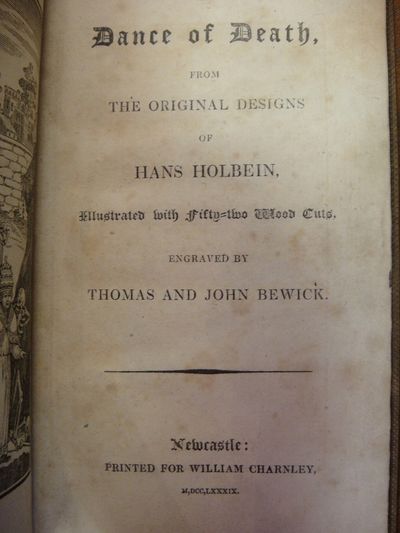 Dance of Death,
FROM
THE ORIGINAL DESIGNS
OF
HANS HOLBEIN,
Illustrated with Fifty-two Wood Cuts,
ENGRAVED BY
THOMAS AND JOHN BEWICK.
Newcastle:
PRINTED FOR WILLIAM CHARNLEY,
M,DCC,LXXXIX.